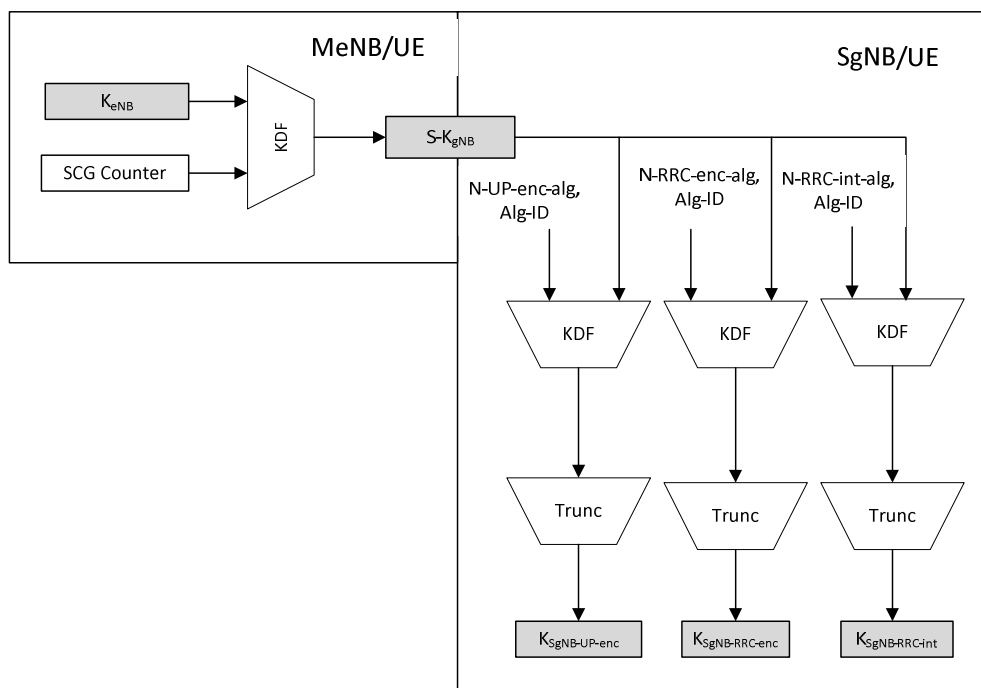 MeNB/UE
SgNB/UE
KeNB
KDF
S-KgNB
SCG Counter
N-UP-enc-alg,
Alg-ID
N-RRC-enc-alg,
Alg-ID
N-RRC-int-alg,
Alg-ID
KDF
KDF
KDF
Trunc
Trunc
Trunc
KSgNB-UP-enc
KSgNB-RRC-enc
KSgNB-RRC-int